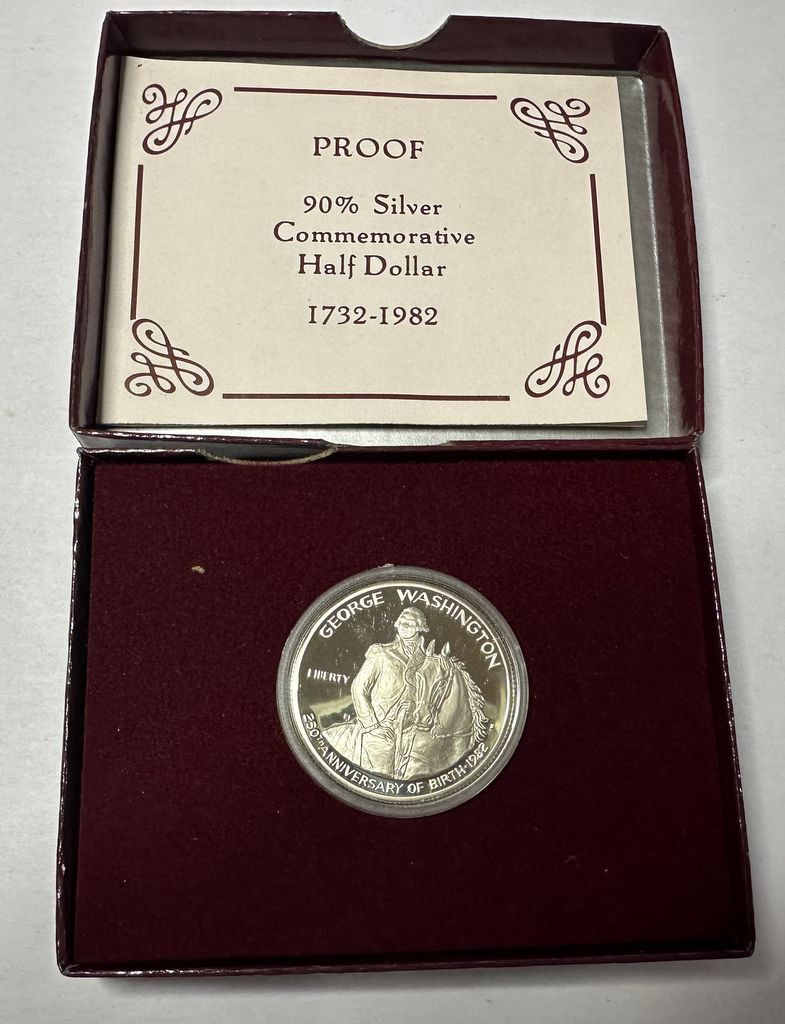 PROOF
90% Silver
Commemorative
Half Dollar
1732-1982
GEORGE WASHINGTON
LIBERTY
250TH ANNIVERSARY OF BIRTH·1982